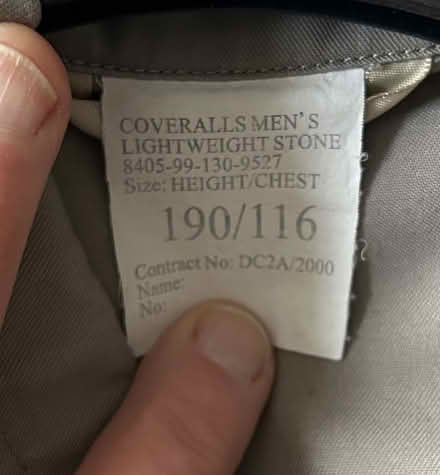 COVERALLS MEN'S
LIGHTWEIGHT STONE
8405-99-130-9527
Size: HEIGHT/CHEST
190/116
Contract No: DC2A/2000
Name:
No: